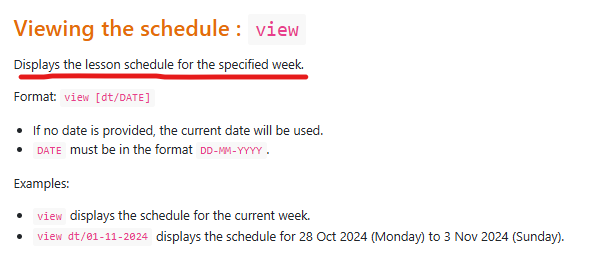 Viewing the schedule : view
Displays the lesson schedule for the specified week.
Format: view [dt/DATE]
If no date is provided, the current date will be used.
DATE must be in the format DD-MM-YYYY .
Examples:
view displays the schedule for the current week.
view dt/01-11-2024 displays the schedule for 28 Oct 2024 (Monday) to 3 Nov 2024 (Sunday).